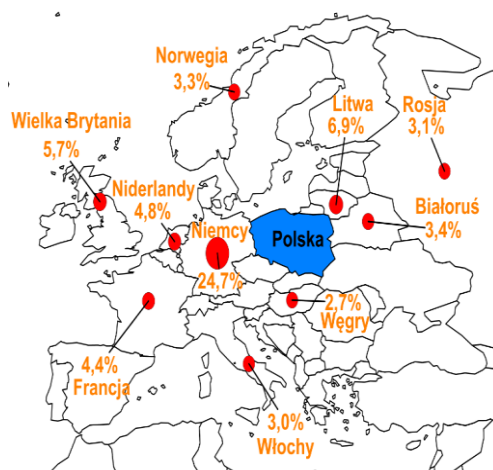 Norwegia
3,3%
Litwa
6,9%
Rosja
3,1%
Wielka Brytania
5,7%
Niderlandy
4,8%
Niemcy
24,7%
Polska
Białoruś
3,4%
2,7%
Węgry
4,4%
Francja
3,0%
Włochy